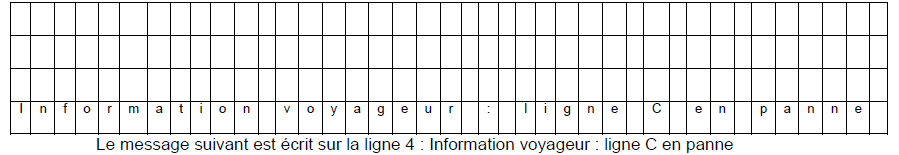 Information voyageur : ligne C en panne
Le message suivant est écrit sur la ligne 4 : Information voyageur : ligne C en panne